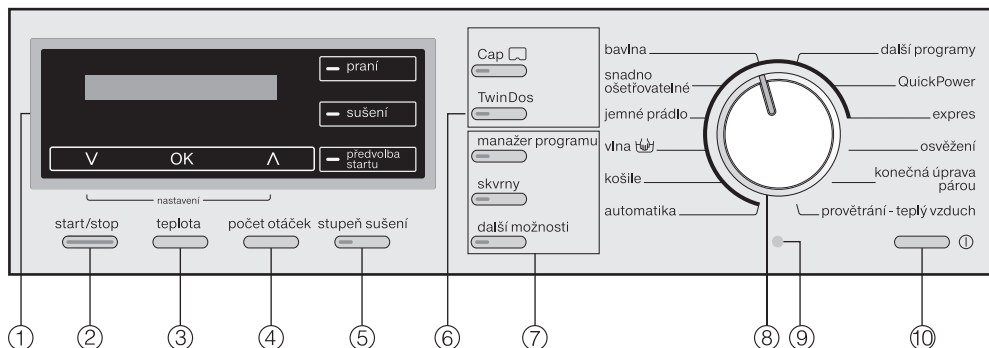 praní
sušení
předvolba
startu
V OK Λ
nastavení
start/stop
teplota
počet otáček
stupeň sušení
Cap
TwinDos
manažer programu
skvrny
další možnosti
bavlna
snadno
ošetřovatelné
jemné prádlo
vlna
košile
automatika
další programy
QuickPower
expres
osvěžení
konečná úprava
párou
provětrání - teplý vzduch
① ② ③ ④ ⑤ ⑥ ⑦ ⑧ ⑨ ⑩